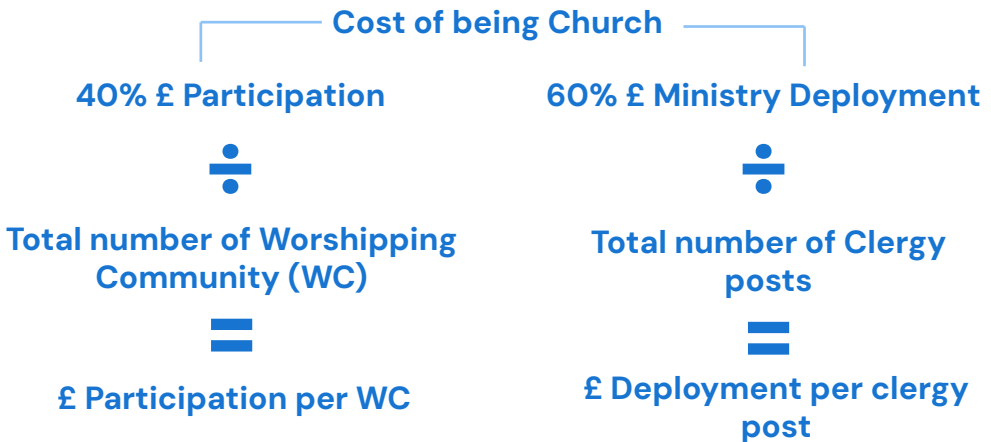 Cost of being Church
40% £ Participation
÷
Total number of Worshipping
Community (WC)
=
£ Participation per WC
60% £ Ministry Deployment
÷
Total number of Clergy
posts
=
£ Deployment per clergy
post